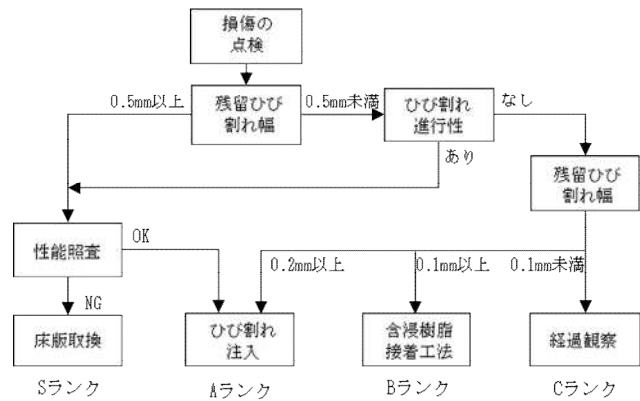 損傷の
点検
0.5mm以上
残留ひび
割れ幅
0.5mm未満
ひび割れ
進行性
なし
あり
残留ひび
割れ幅
性能照査
OK
0.2mm以上
0.1mm以上
0.1mm未満
NG
床版取換
ひび割れ
注入
含浸樹脂
接着工法
経過観察
Sランク
Aランク
Bランク
Cランク